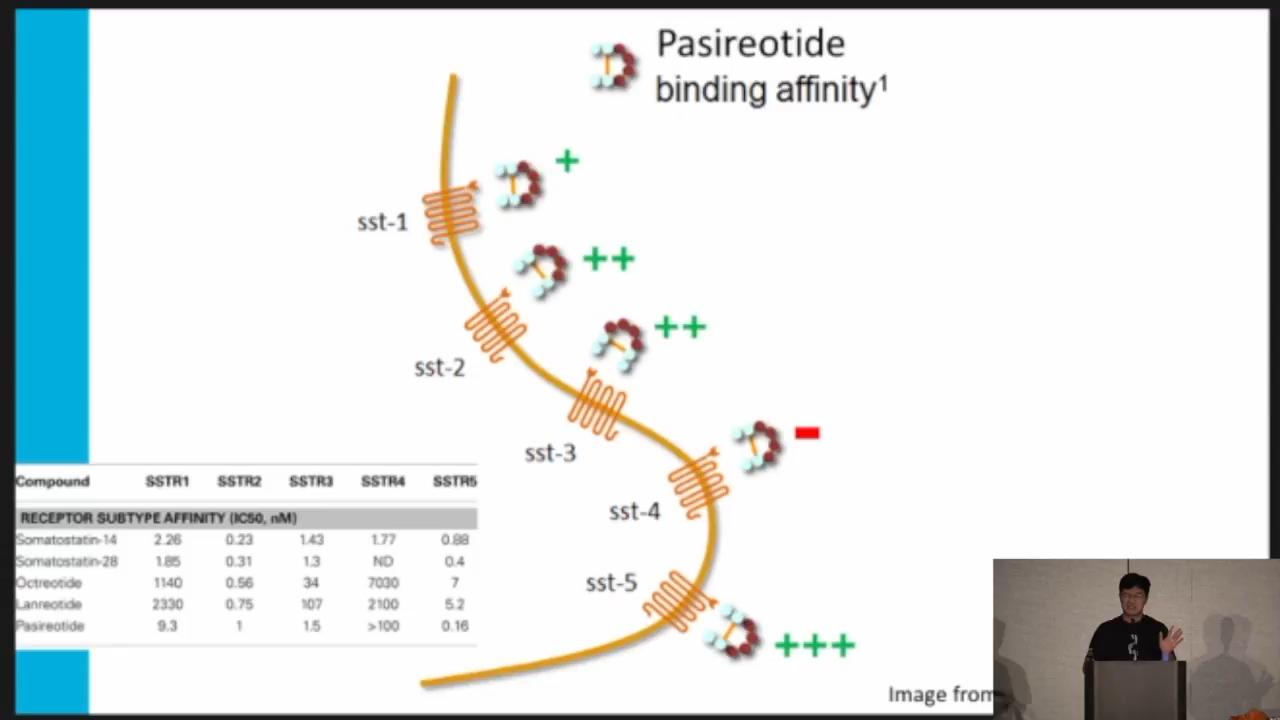 Pasireotide
binding affinity¹
+
sst-1
++
sst-2
++
sst-3
-
sst-4
sst-5
+++
Compound SSTR1 SSTR2 SSTR3 SSTR4 SSTR5
RECEPTOR SUBTYPE AFFINITY (IC50, nM)
Somatostatin-14 2.26 0.23 1.43 1.77 0.88
Somatostatin-28 1.85 0.31 1.3 ND 0.4
Octreotide 1140 0.56 34 7030 7
Lanreotide 2330 0.75 107 2100 5.2
Pasireotide 9.3 1 1.5 >100 0.16
Image from